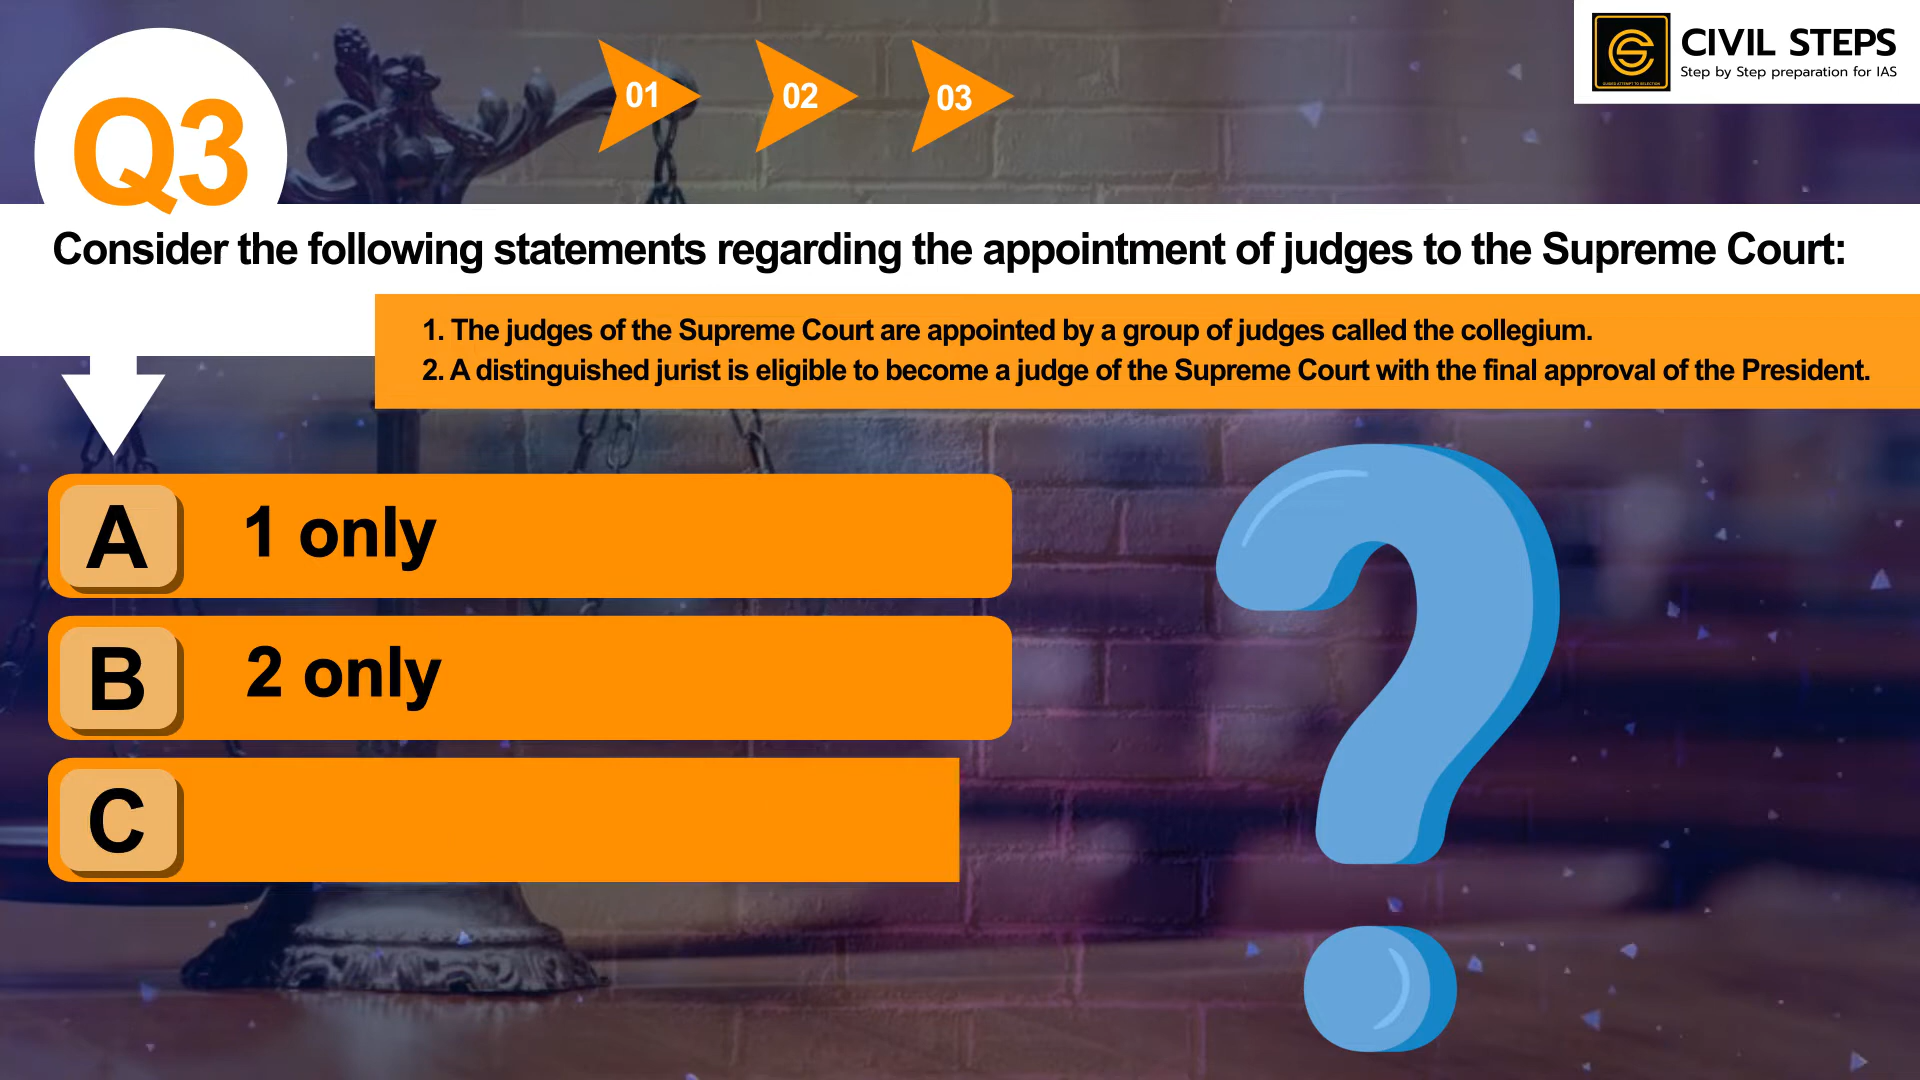 Q3
01
02
03
CIVIL STEPS
Step by Step preparation for IAS
Consider the following statements regarding the appointment of judges to the Supreme Court:
1. The judges of the Supreme Court are appointed by a group of judges called the collegium.
2. A distinguished jurist is eligible to become a judge of the Supreme Court with the final approval of the President.
A
1 only
B
2 only
C
?